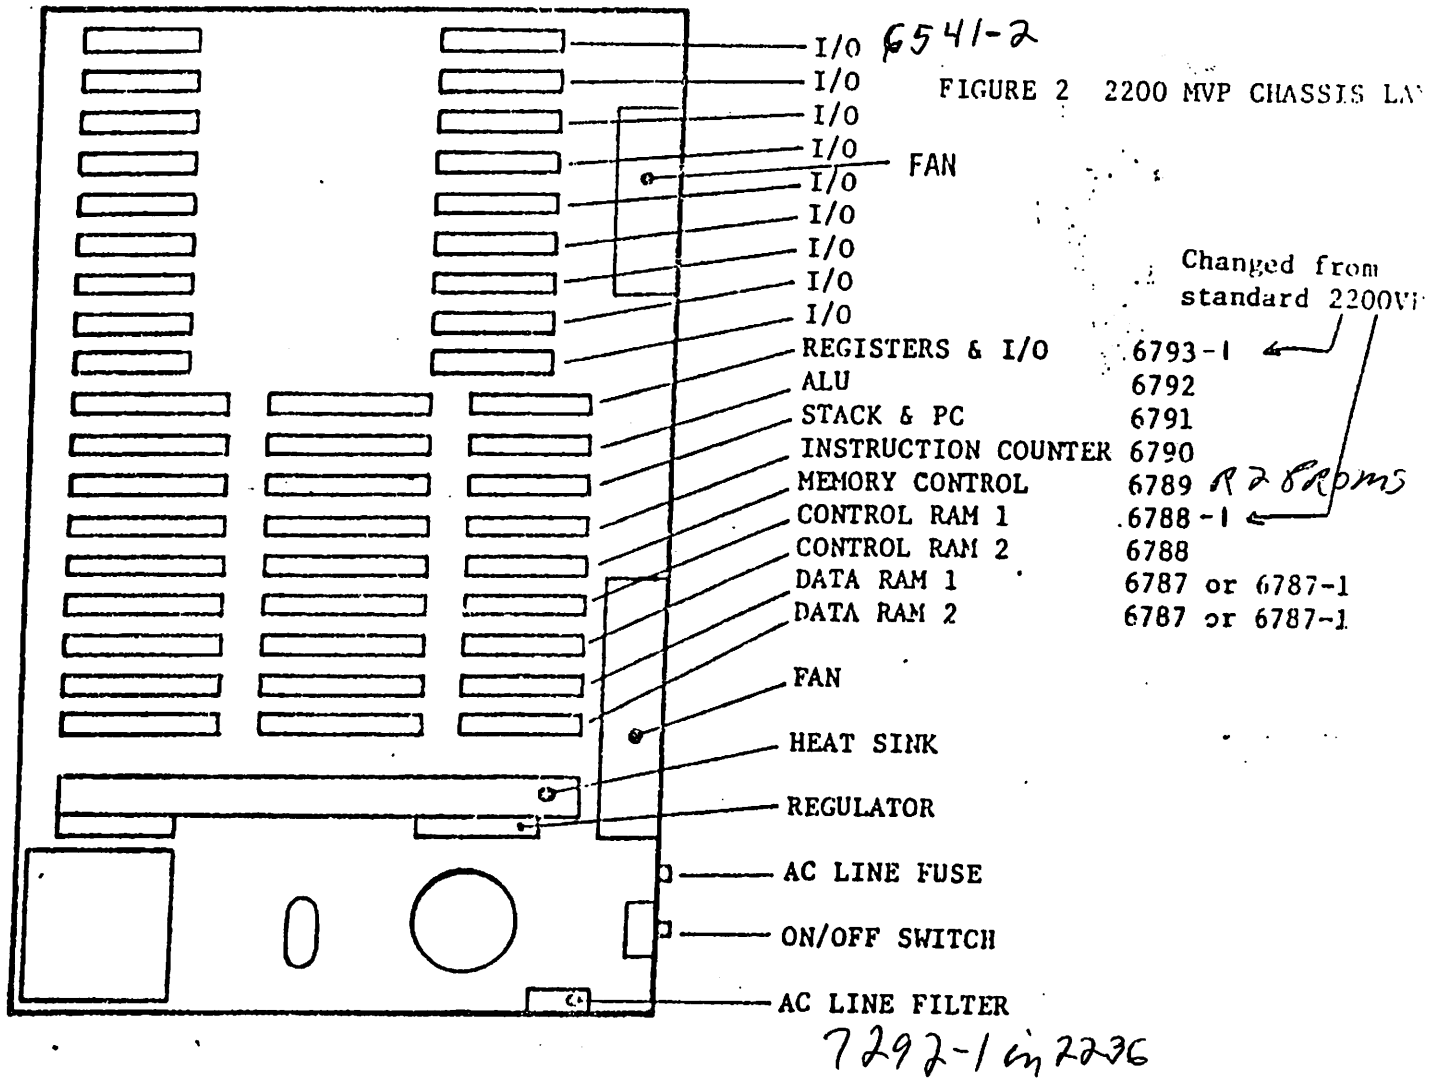 I/O 6541-2
I/O
FIGURE 2 2200 MVP CHASSIS
I/O
I/O
FAN
I/O
I/O
I/O
I/O
I/O
Changed from
standard 2200VP
REGISTERS & I/O 6793-1
ALU 6792
STACK & PC 6791
INSTRUCTION COUNTER 6790
MEMORY CONTROL 6789 R2 PROMS
CONTROL RAM 1 6788-1
CONTROL RAM 2 6788
DATA RAM 1 6787 or 6787-1
DATA RAM 2 6787 or 6787-1
FAN
HEAT SINK
REGULATOR
AC LINE FUSE
ON/OFF SWITCH
AC LINE FILTER
7292-1 in 2236